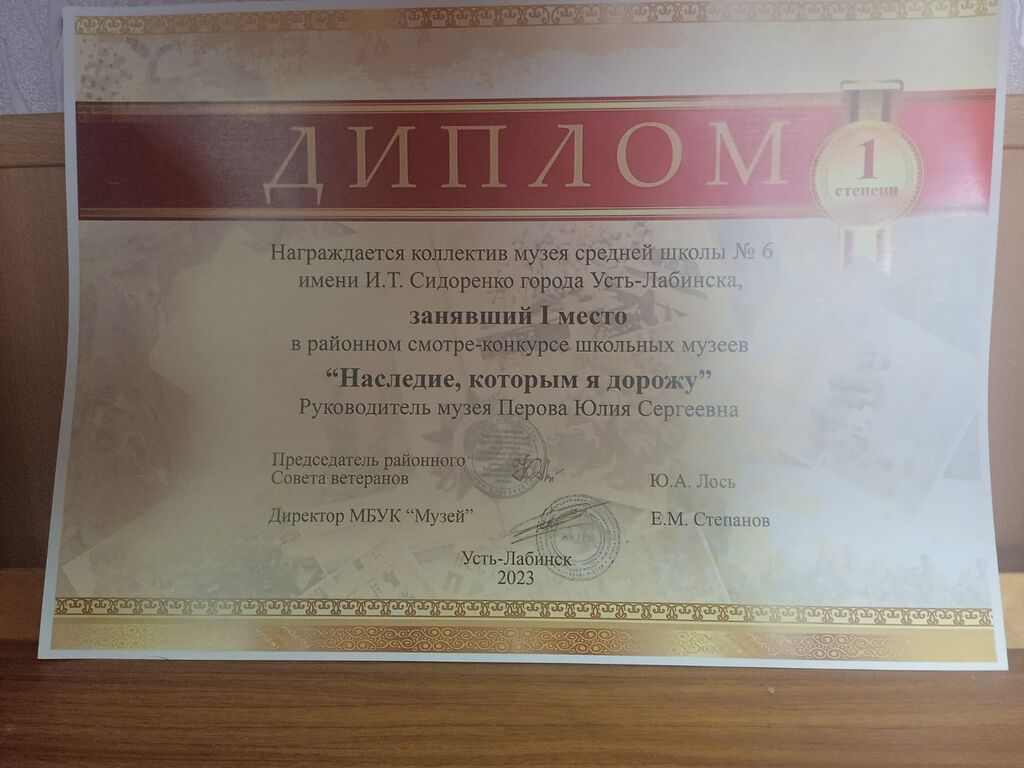 ДИПЛОМ
1
степени
Награждается коллектив музея средней школы № 6
имени И.Т. Сидоренко города Усть-Лабинска,
занявший I место
в районном смотре-конкурсе школьных музеев
“Наследие, которым я дорожу”
Руководитель музея Перова Юлия Сергеевна
Председатель районного
Совета ветеранов
Ю.А. Лось
Директор МБУК “Музей”
Е.М. Степанов
МУЗЕЙ
Усть-Лабинск
2023